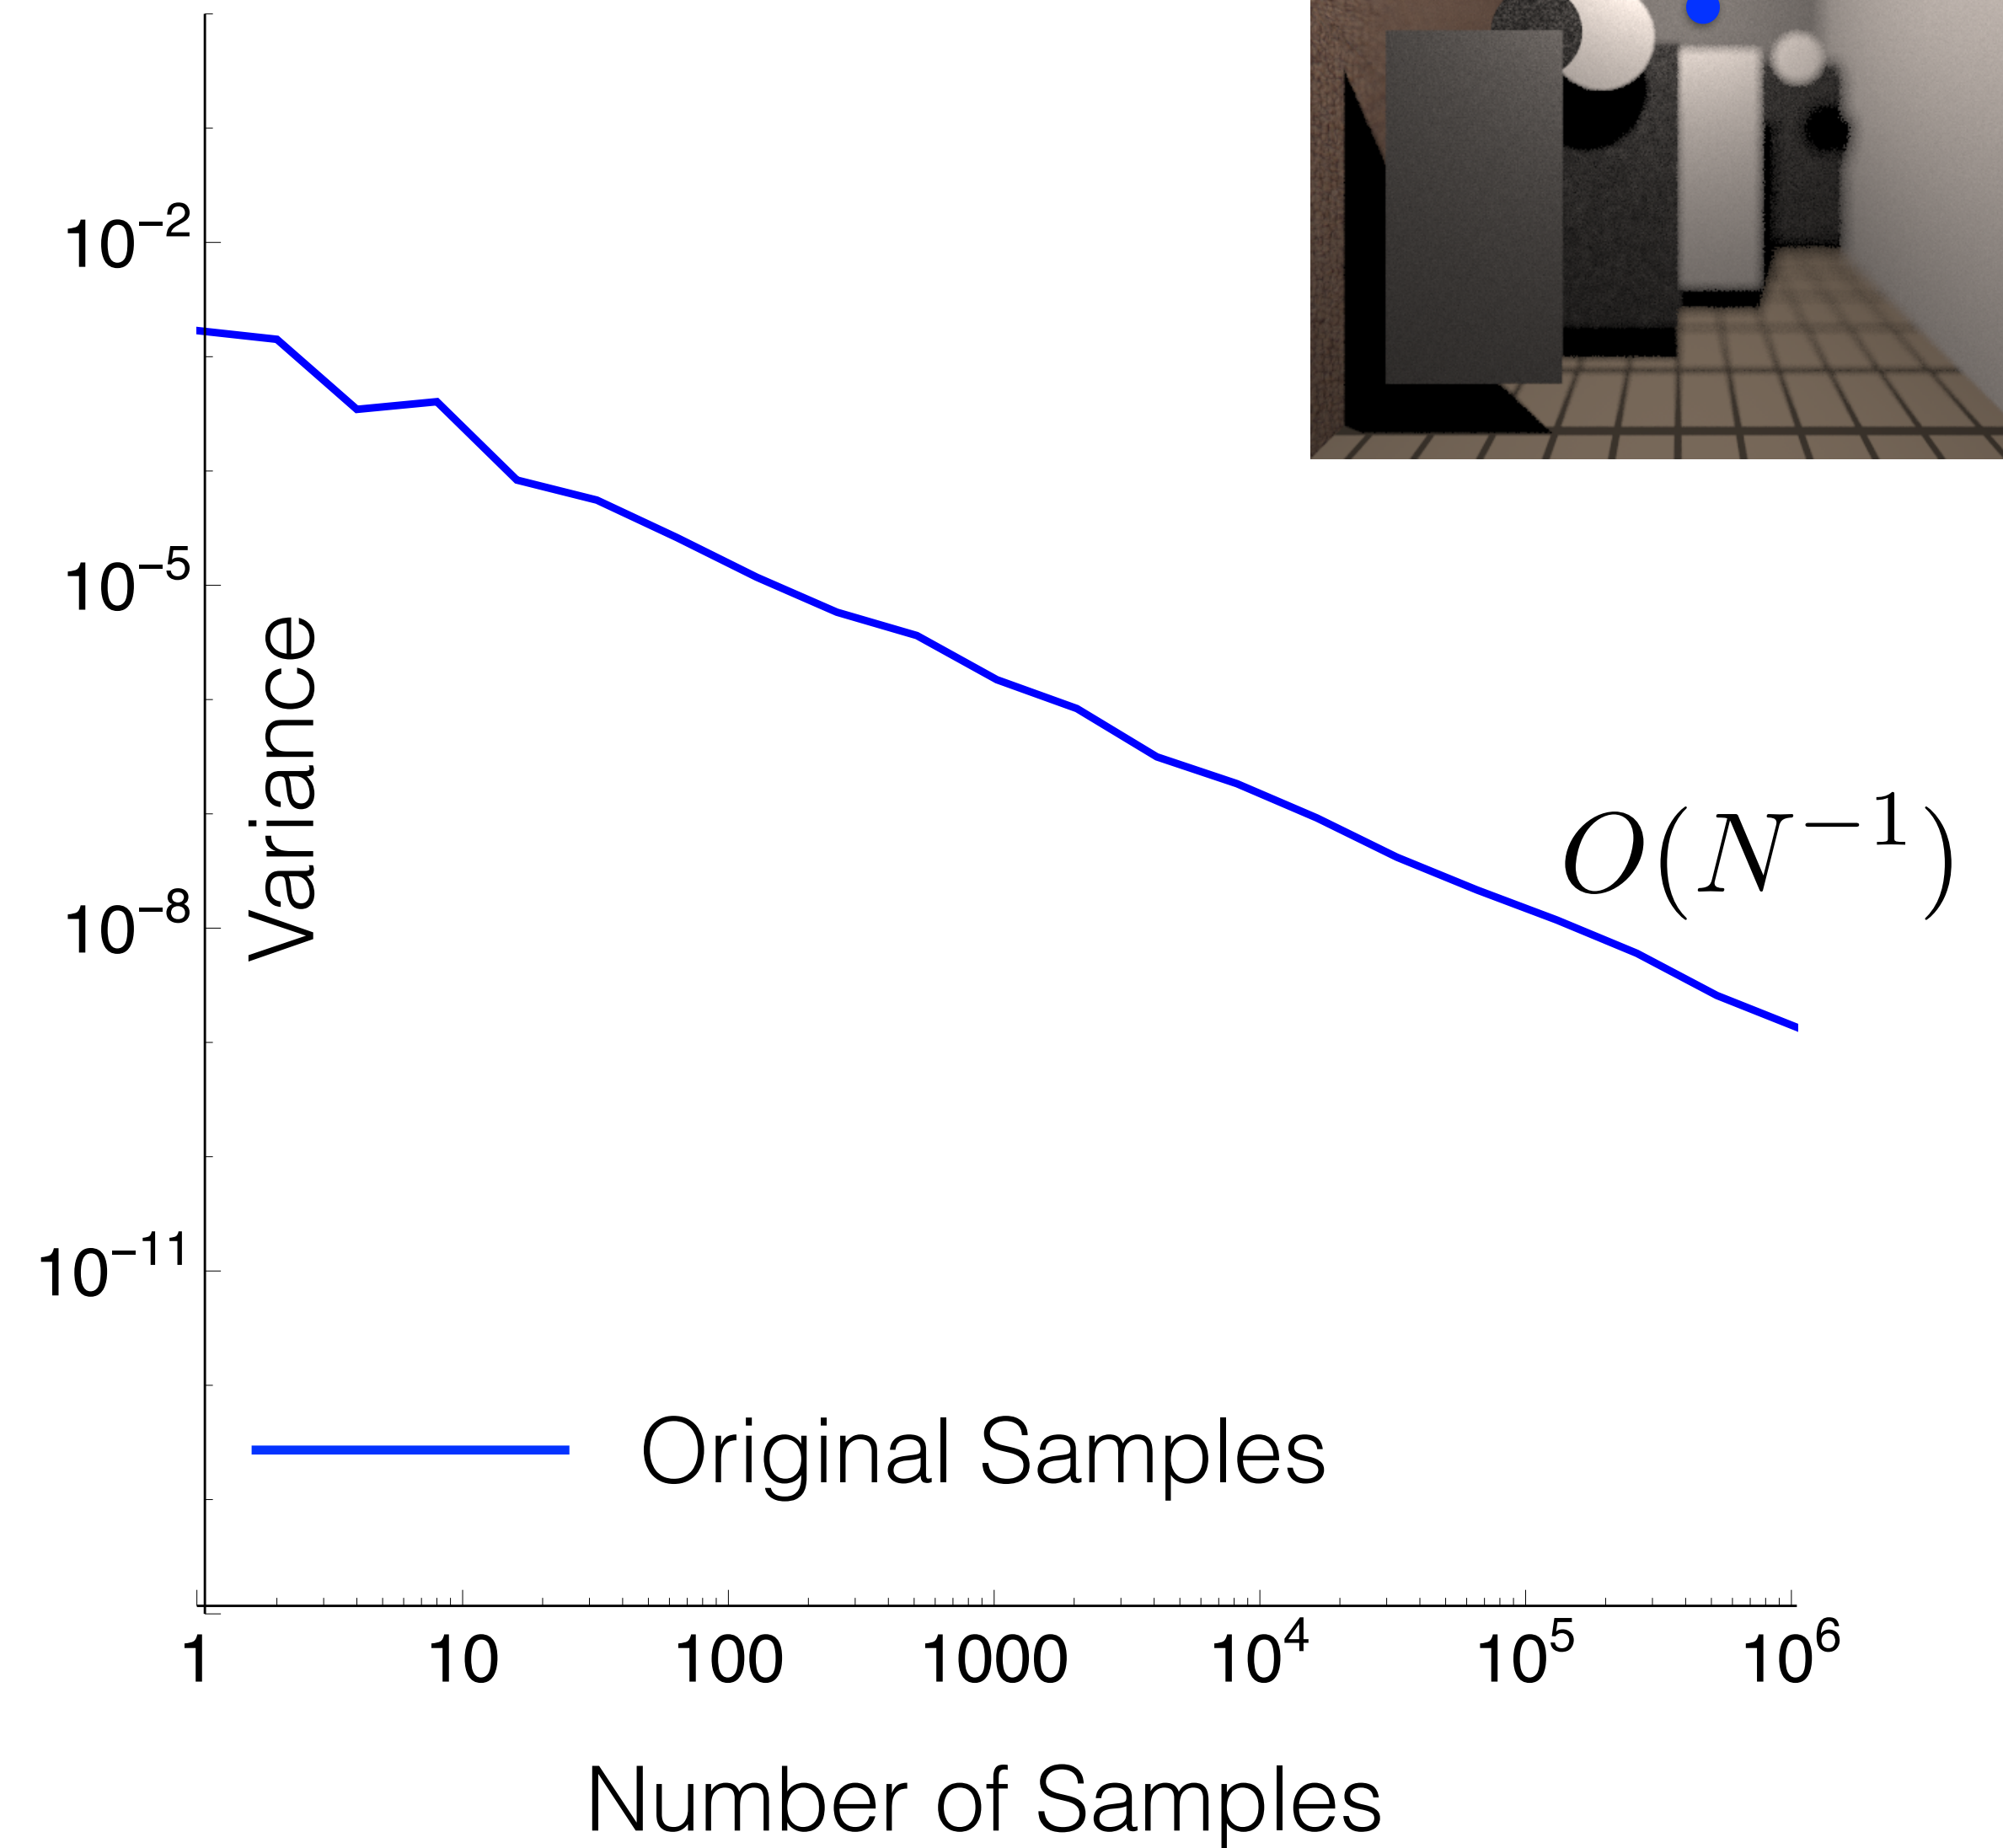 10⁻²
10⁻⁵
10⁻⁸
10⁻¹¹
Variance
O(N⁻¹)
Original Samples
1 10 100 1000 10⁴ 10⁵ 10⁶
Number of Samples